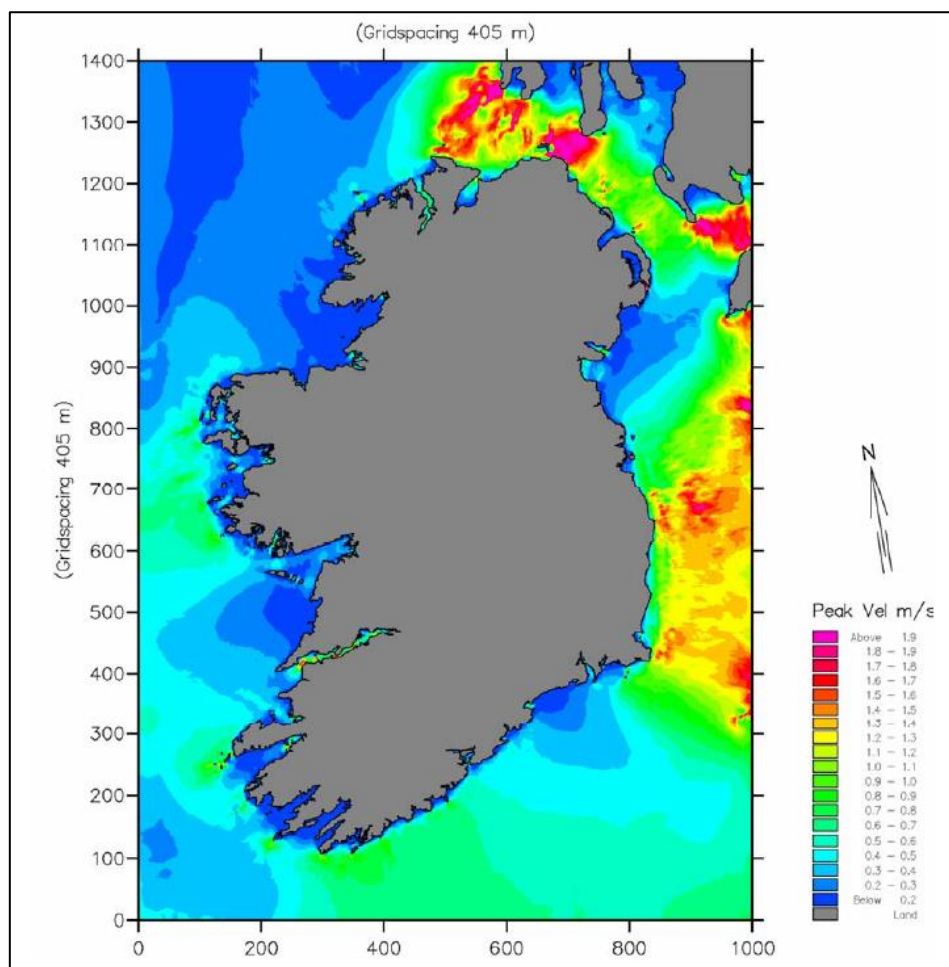 (Gridspacing 405 m)
1400
1300
1200
1100
1000
900
800
700
600
500
400
300
200
100
0
(Gridspacing 405 m)
0 200 400 600 800 1000
N
Peak Vel m/s
Above 1.9
1.8 – 1.9
1.7 – 1.8
1.6 – 1.7
1.5 – 1.6
1.4 – 1.5
1.3 – 1.4
1.2 – 1.3
1.1 – 1.2
1.0 – 1.1
0.9 – 1.0
0.8 – 0.9
0.7 – 0.8
0.6 – 0.7
0.5 – 0.6
0.4 – 0.5
0.3 – 0.4
0.2 – 0.3
Below 0.2
Land